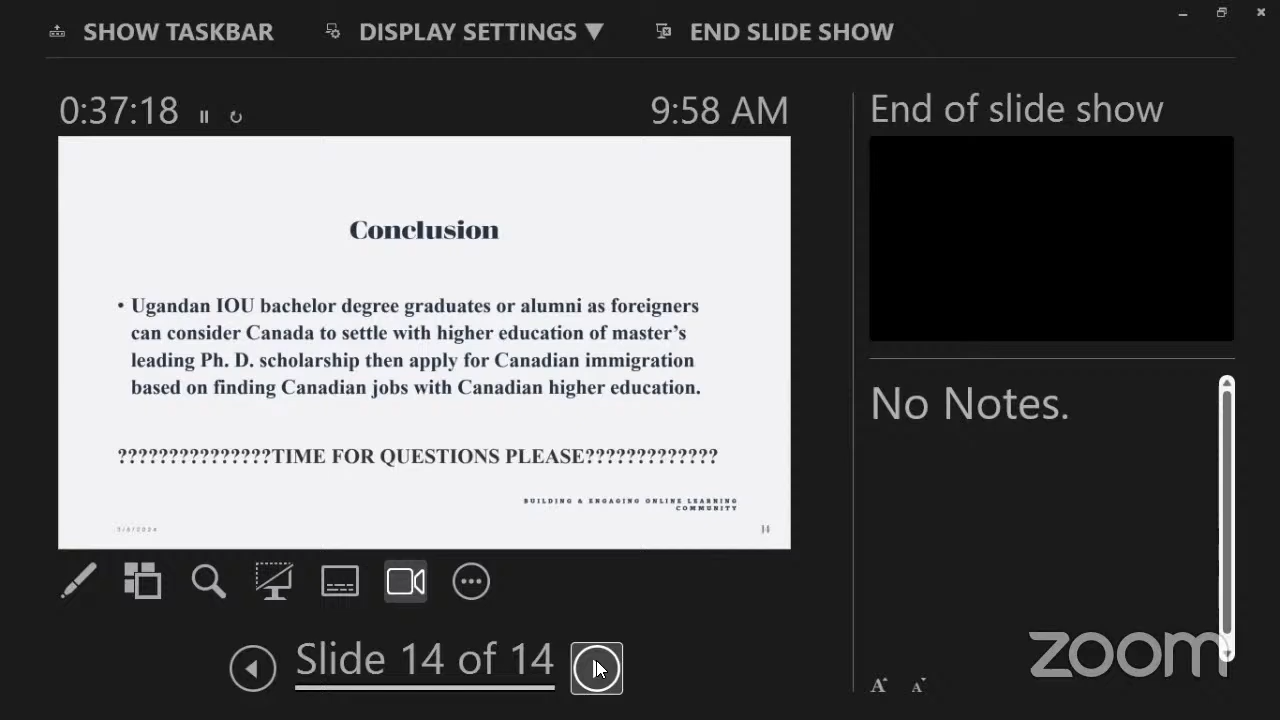 SHOW TASKBAR
DISPLAY SETTINGS ▼
END SLIDE SHOW
0:37:18
9:58 AM
End of slide show
Conclusion
• Ugandan IOU bachelor degree graduates or alumni as foreigners
can consider Canada to settle with higher education of master’s
leading Ph. D. scholarship then apply for Canadian immigration
based on finding Canadian jobs with Canadian higher education.
???????????????TIME FOR QUESTIONS PLEASE?????????????
BUILDING & ENGAGING ONLINE LEARNING
COMMUNITY
14
No Notes.
Slide 14 of 14
A A
zoom